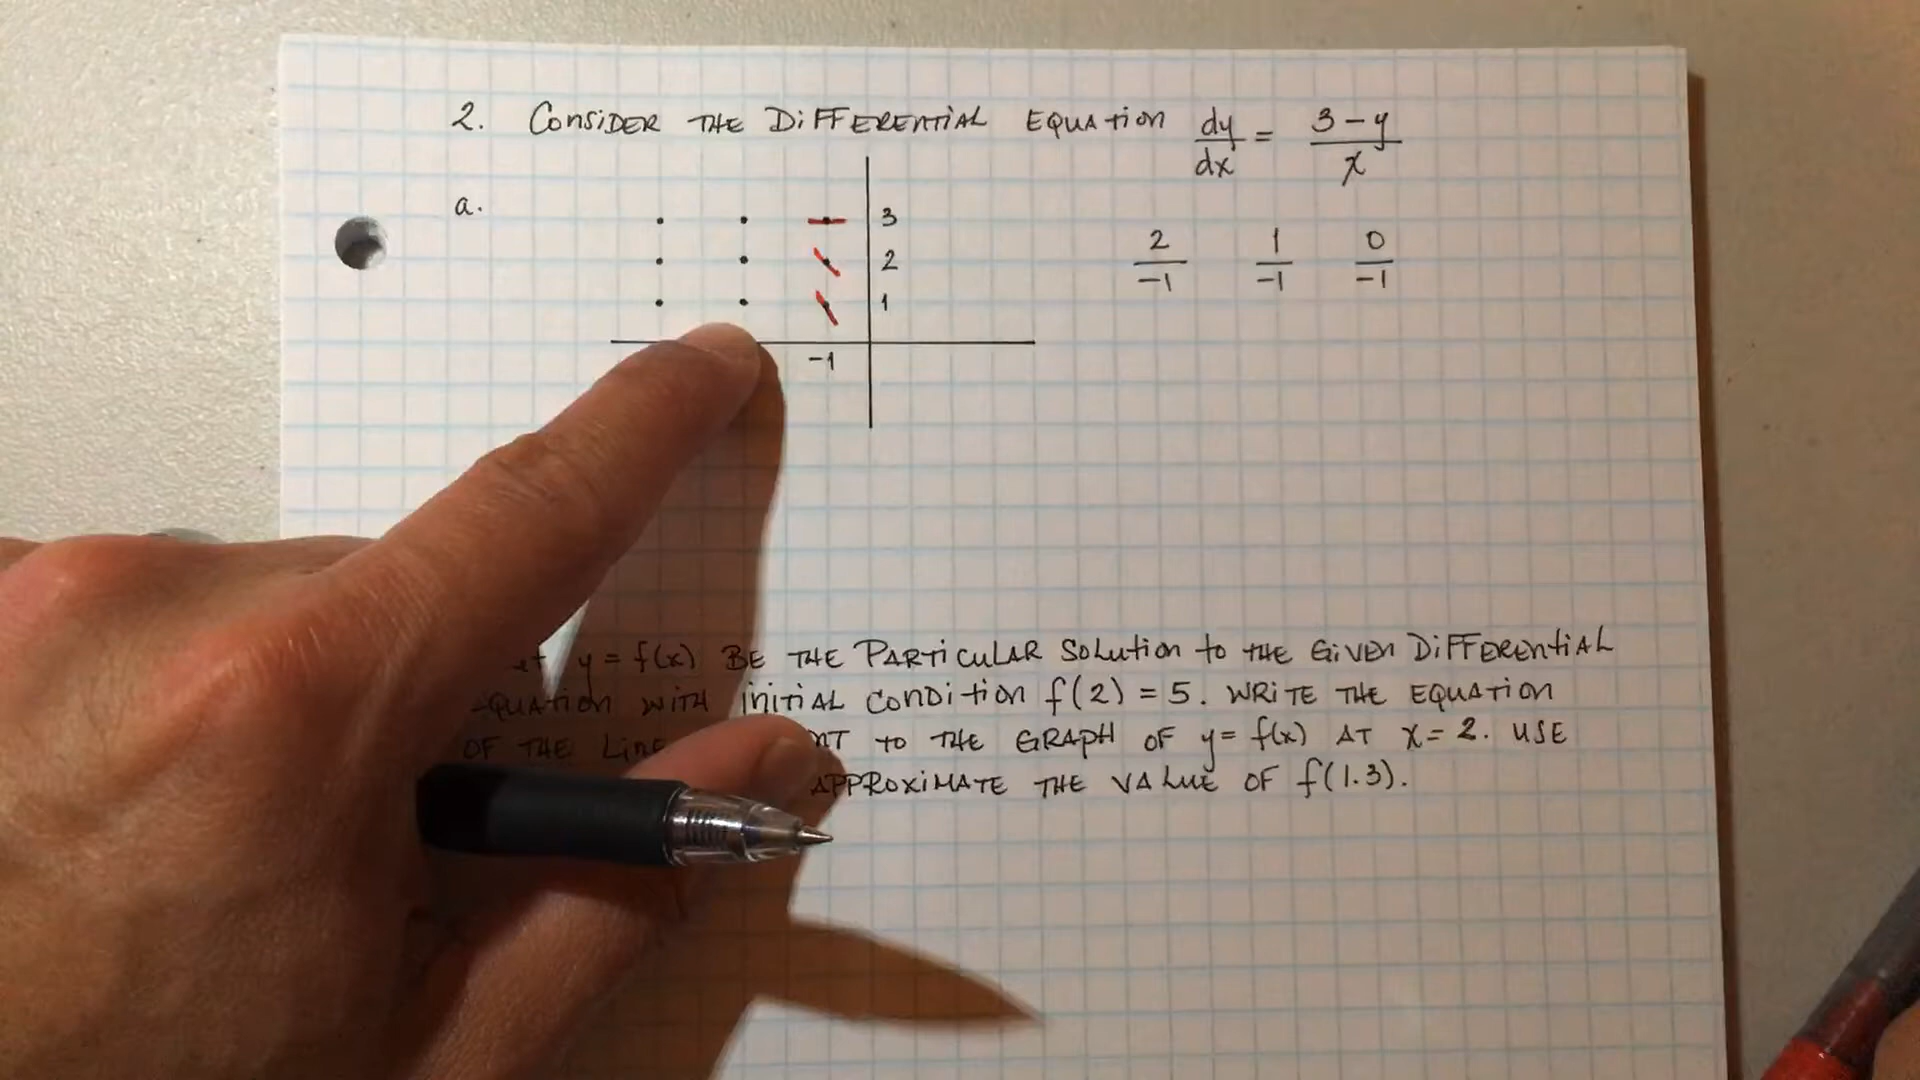 2. CONSIDER THE DIFFERENTIAL EQUATION dy/dx = 3-y/x
a.
3
2
1
-1
2/-1 1/-1 0/-1
y = f(x) BE THE PARTICULAR SOLUTION TO THE GIVEN DIFFERENTIAL
EQUATION WITH INITIAL CONDITION f(2) = 5. WRITE THE EQUATION
OF THE LINE TO THE GRAPH OF y = f(x) AT x = 2. USE
APPROXIMATE THE VALUE OF f(1.3).